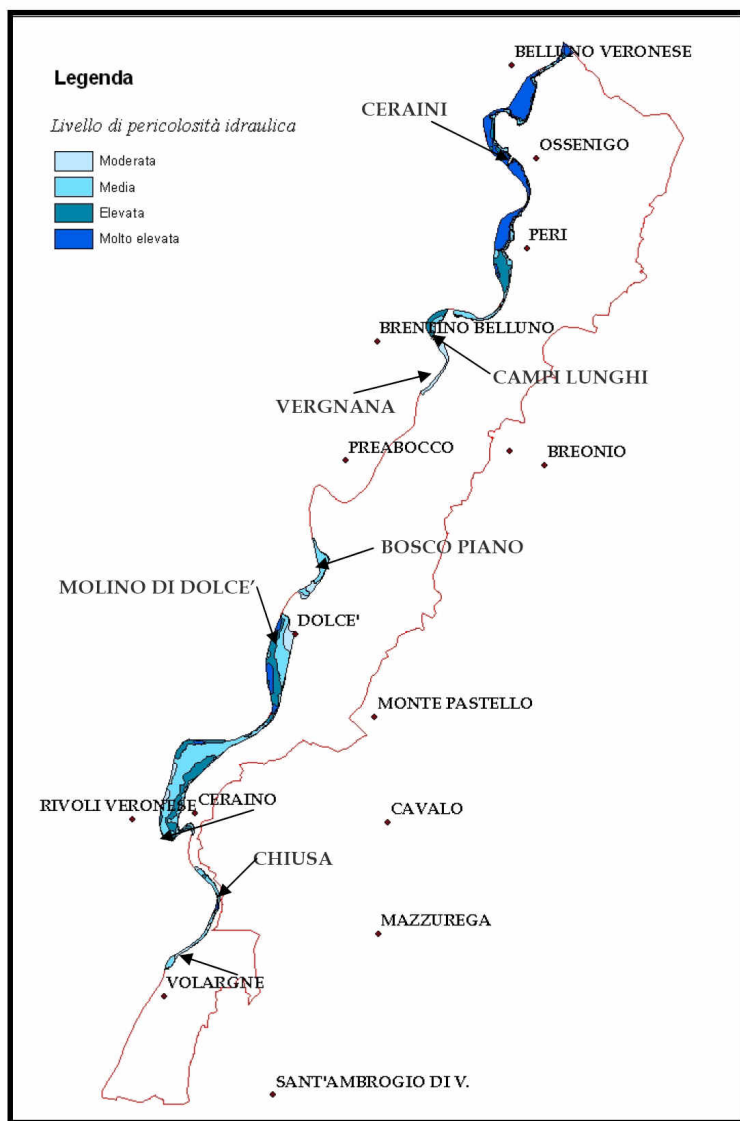 BELLUNO VERONESE
Legenda
CERAINI
Livello di pericolosità idraulica
OSSENIGO
Moderata
Media
Elevata
Molto elevata
PERI
BRENTINO BELLUNO
CAMPI LUNGHI
VERGNANA
PREABOCCO
BREONIO
BOSCO PIANO
MOLINO DI DOLCE’
DOLCE'
MONTE PASTELLO
RIVOLI VERONESE
CERAINO
CAVALO
CHIUSA
MAZZUREGA
VOLARGNE
SANT'AMBROGIO DI V.